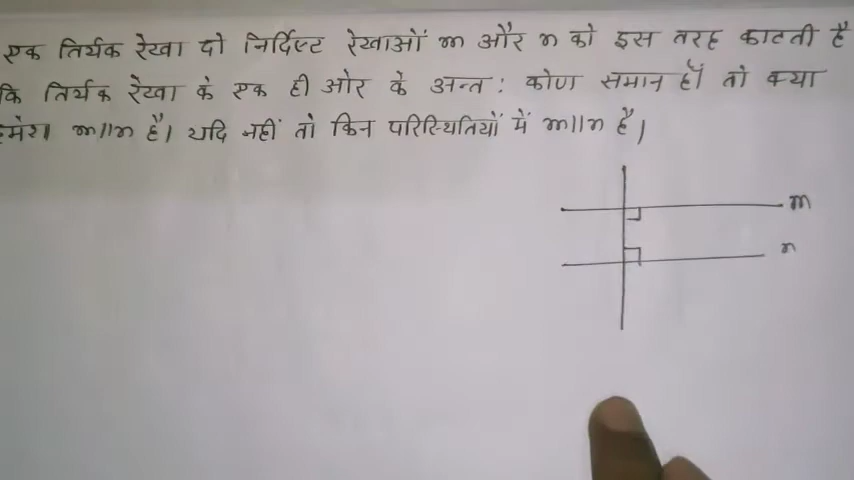 एक तिर्यक रेखा दो निर्दिष्ट रेखाओं m और n को इस तरह काटती है
कि तिर्यक रेखा के एक ही ओर के अन्त: कोण समान हों तो क्या
हमेशा m||n है। यदि नहीं तो किन परिस्थितियों में m||n है।
m
n